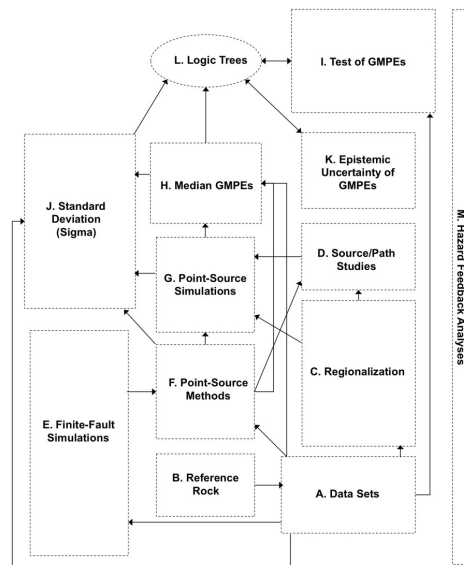 L. Logic Trees
I. Test of GMPEs
K. Epistemic
Uncertainty of
GMPEs
H. Median GMPEs
J. Standard
Deviation
(Sigma)
D. Source/Path
Studies
G. Point-Source
Simulations
C. Regionalization
F. Point-Source
Methods
E. Finite-Fault
Simulations
B. Reference
Rock
A. Data Sets
M. Hazard Feedback Analyses